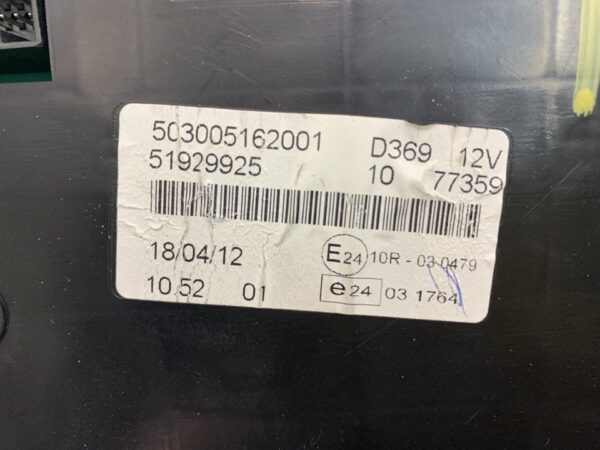 503005162001 D369 12V
51929925 10 77359
18/04/12 E24 10R - 03 0479
10 52 01 e24 03 1764